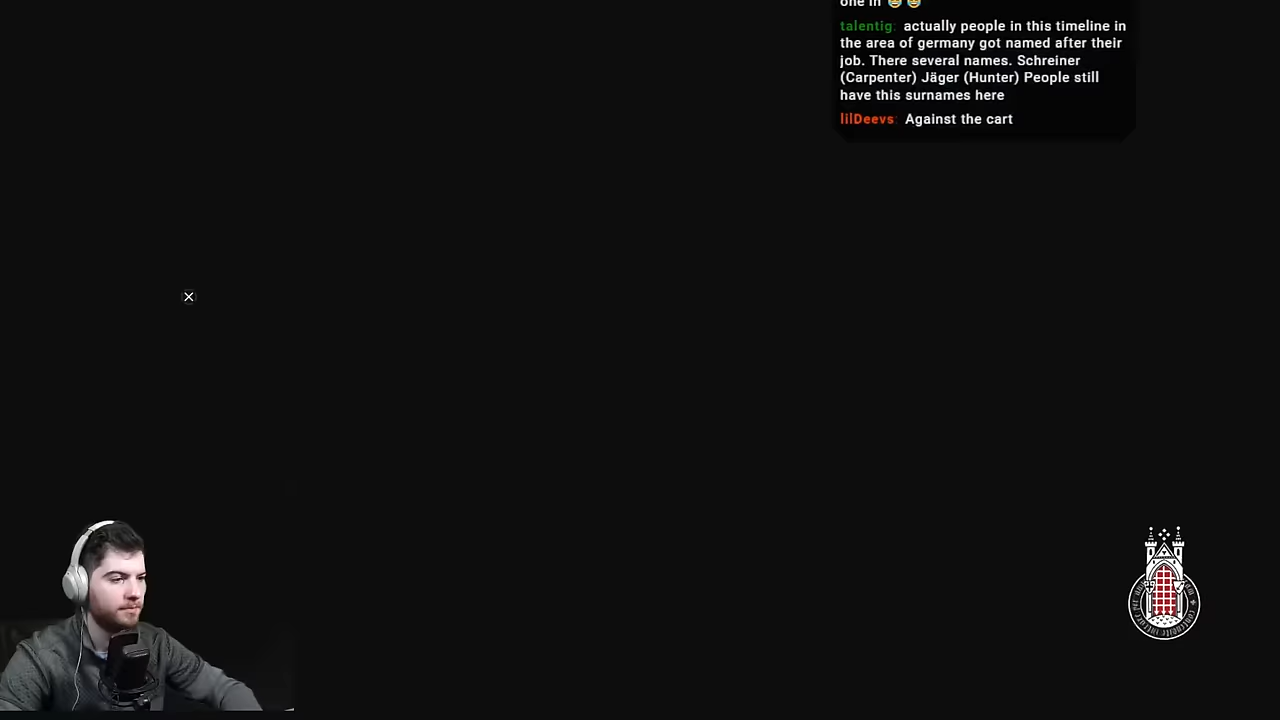 one in 😂 😂
talentig: actually people in this timeline in
the area of germany got named after their
job. There several names. Schreiner
(Carpenter) Jäger (Hunter) People still
have this surnames here
lilDeevs: Against the cart